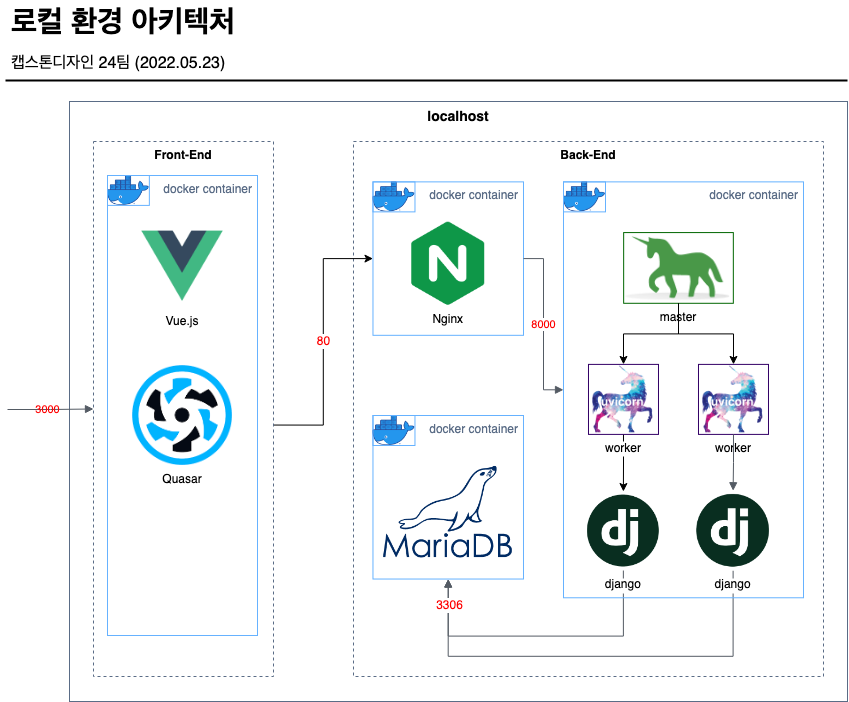 로컬 환경 아키텍처
캡스톤디자인 24팀 (2022.05.23)
localhost
Front-End
docker container
Vue.js
Quasar
3000
80
Back-End
docker container
N
Nginx
8000
docker container
master
uvicorn
worker
uvicorn
worker
dj
django
dj
django
docker container
MariaDB
3306